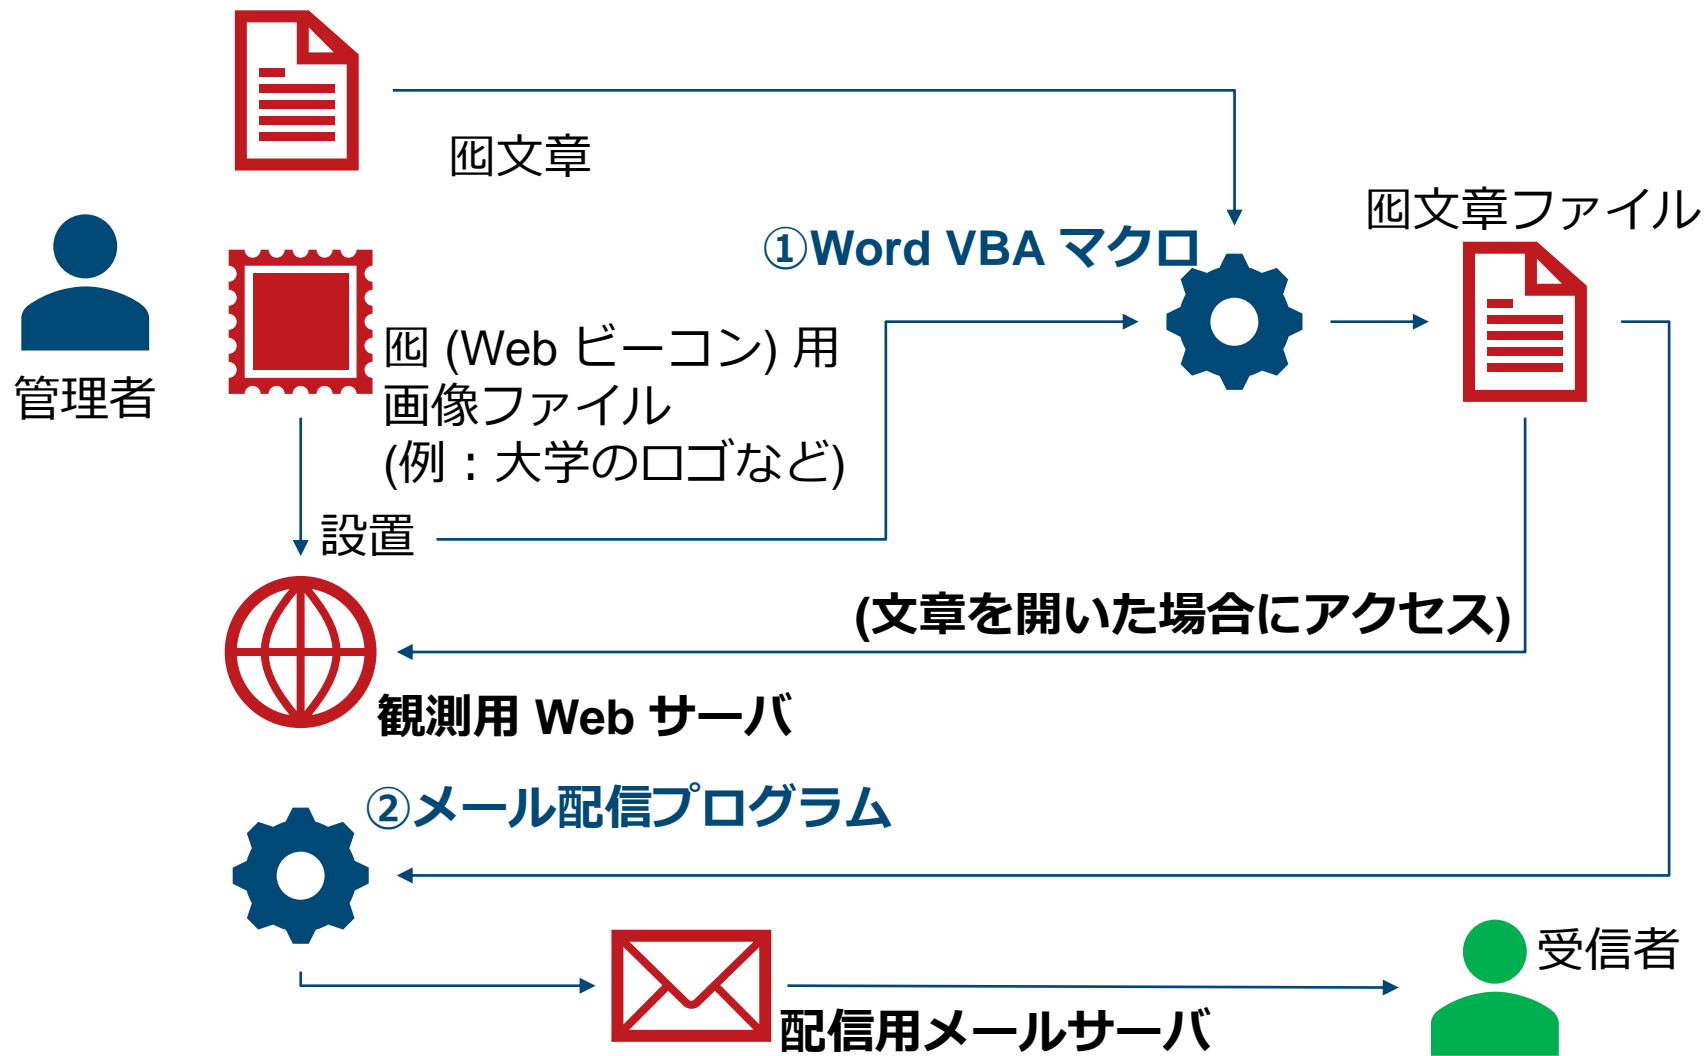 囮文章
囮文章ファイル
①Word VBA マクロ
囮 (Web ビーコン) 用
画像ファイル
(例：大学のロゴなど)
管理者
設置
(文章を開いた場合にアクセス)
観測用 Web サーバ
②メール配信プログラム
受信者
配信用メールサーバ